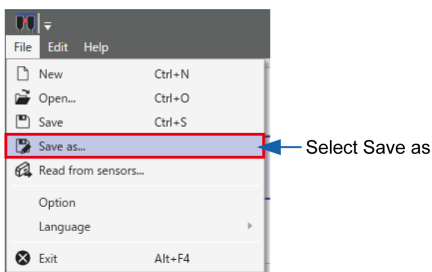 File Edit Help
New Ctrl+N
Open... Ctrl+O
Save Ctrl+S
Save as...
Select Save as
Read from sensors...
Option
Language
Exit Alt+F4